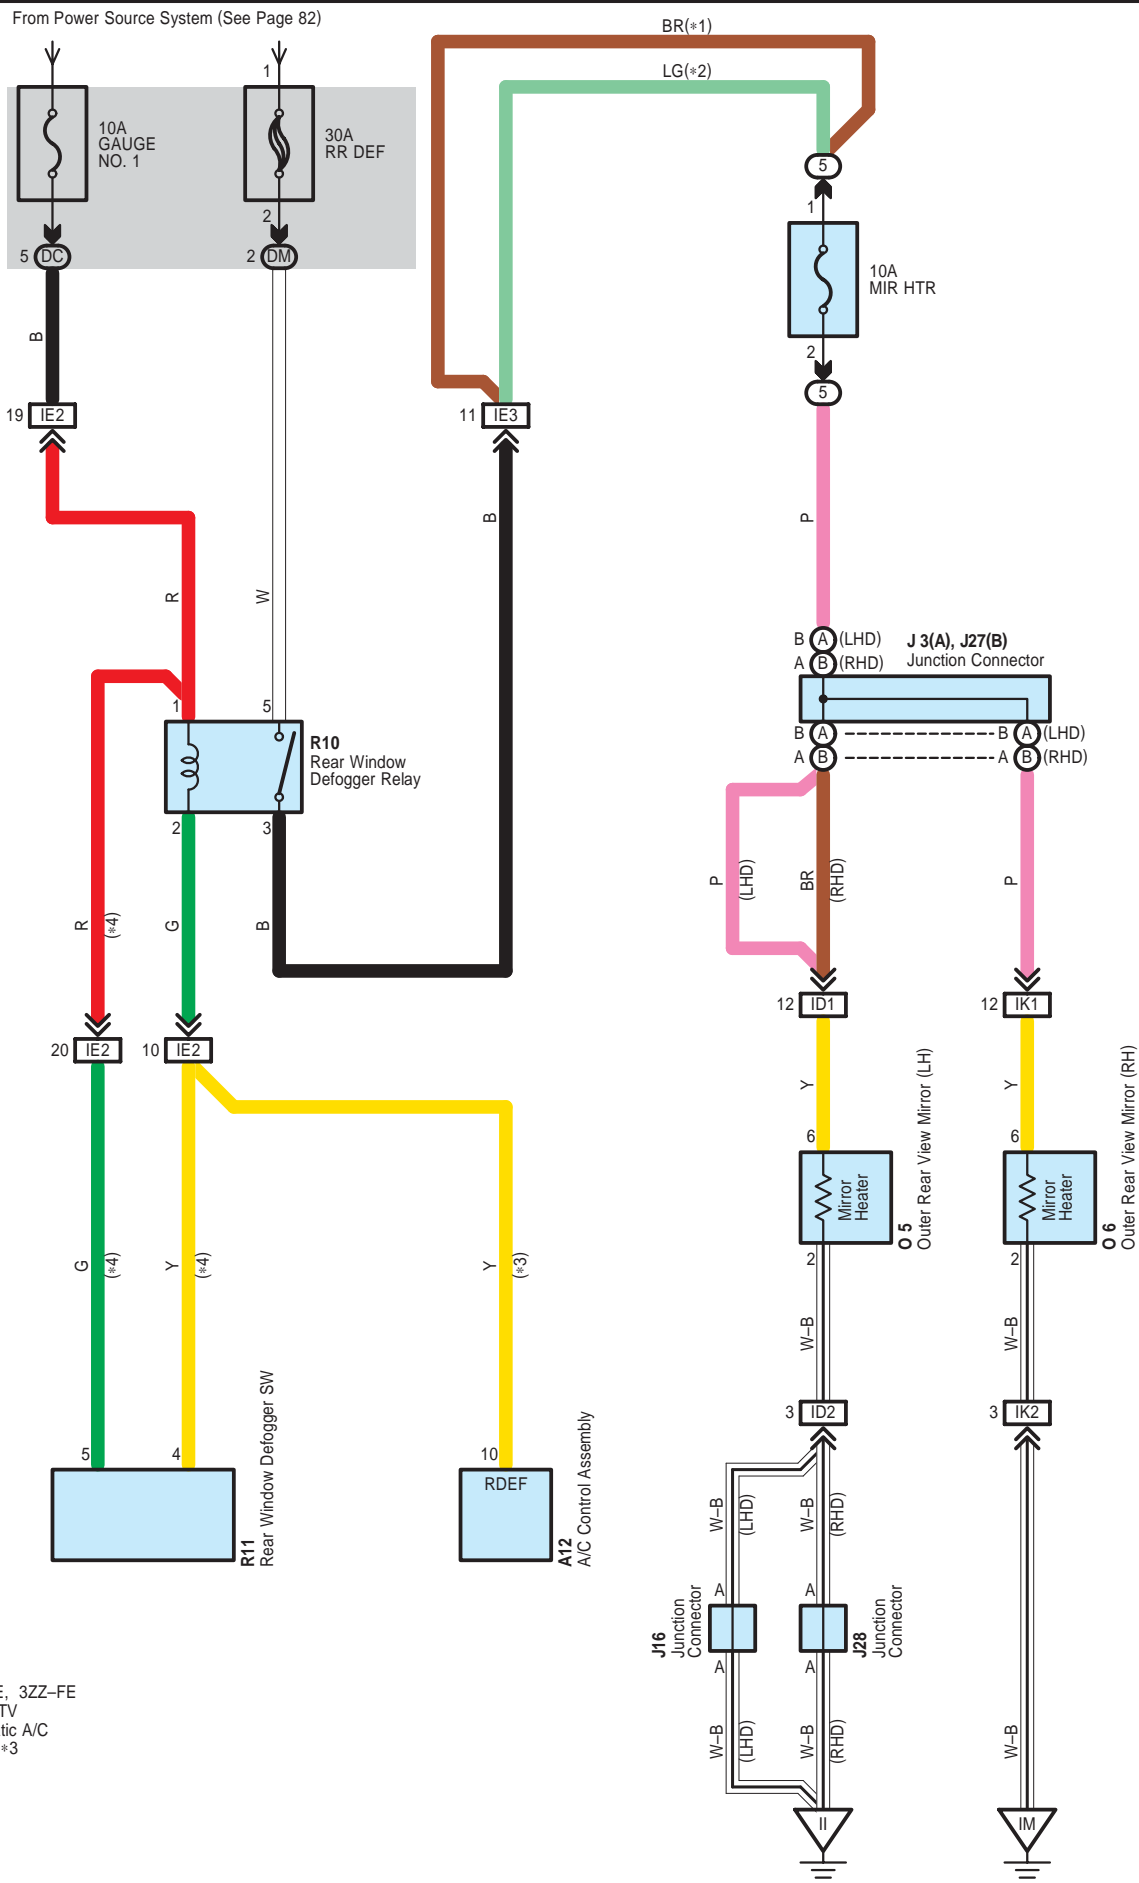 From Power Source System (See Page 82)
BR(∗1)
LG(∗2)
1
10A
GAUGE
NO. 1
30A
RR DEF
5
1
2
5 DC
2 DM
10A
MIR HTR
2
5
B
19 IE2
11 IE3
B
P
R
W
B A (LHD)
A B (RHD)
J 3(A), J27(B)
Junction Connector
1
5
B A
B A (LHD)
A B
A B (RHD)
R10
Rear Window
Defogger Relay
2
3
P
(LHD)
BR
(RHD)
P
R
(∗4)
G
B
12 ID1
12 IK1
20 IE2
10 IE2
Y
Y
6
6
Mirror
Heater
O 5
Outer Rear View Mirror (LH)
Mirror
Heater
O 6
Outer Rear View Mirror (RH)
2
2
G
(∗4)
Y
(∗4)
Y
(∗3)
W–B
W–B
3 ID2
3 IK2
5
4
10
RDEF
R11
Rear Window Defogger SW
A12
A/C Control Assembly
W–B
(LHD)
W–B
(RHD)
A
A
J16
Junction
Connector
J28
Junction
Connector
A
A
E, 3ZZ–FE
TV
tic A/C
∗3
W–B
(LHD)
W–B
(RHD)
W–B
II
IM